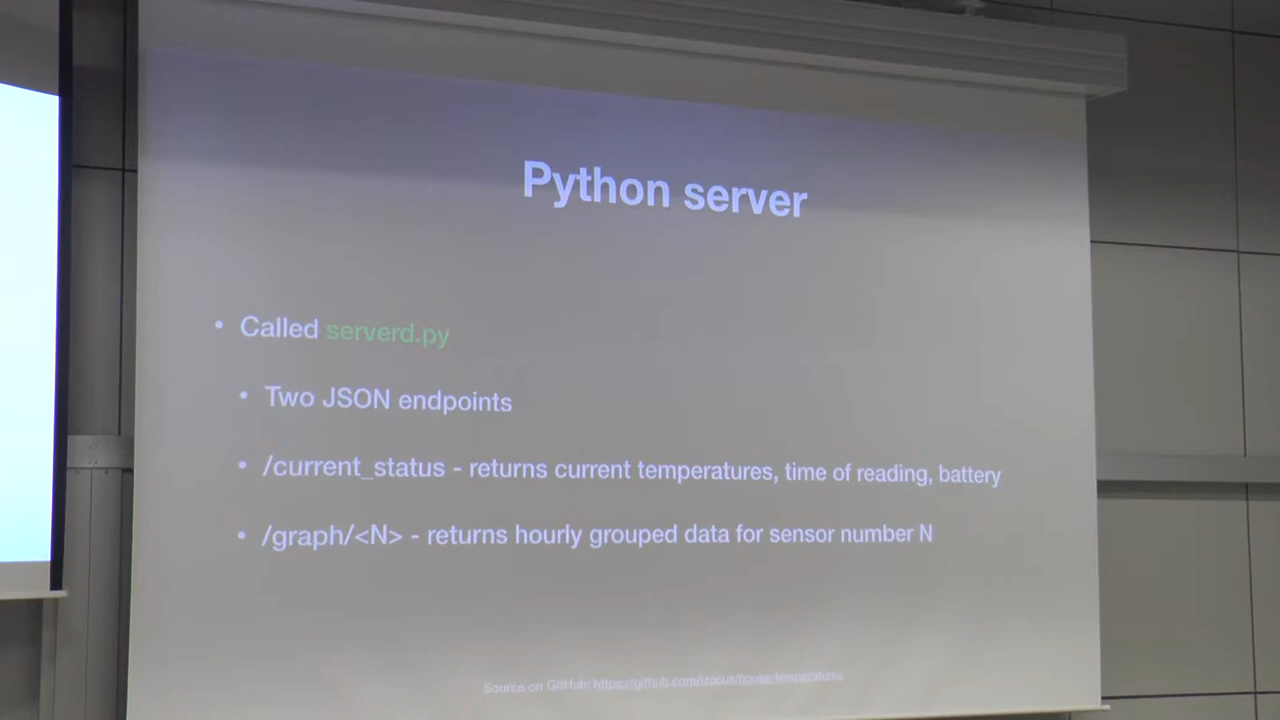 Python server
• Called serverd.py
• Two JSON endpoints
• /current_status - returns current temperatures, time of reading, battery
• /graph/<N> - returns hourly grouped data for sensor number N
Source on GitHub: https://github.com/izacus/house-temperatures